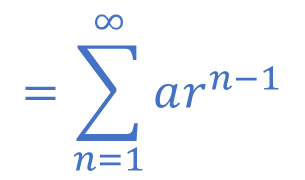 = ∑_{n=1}^{∞} ar^{n−1}